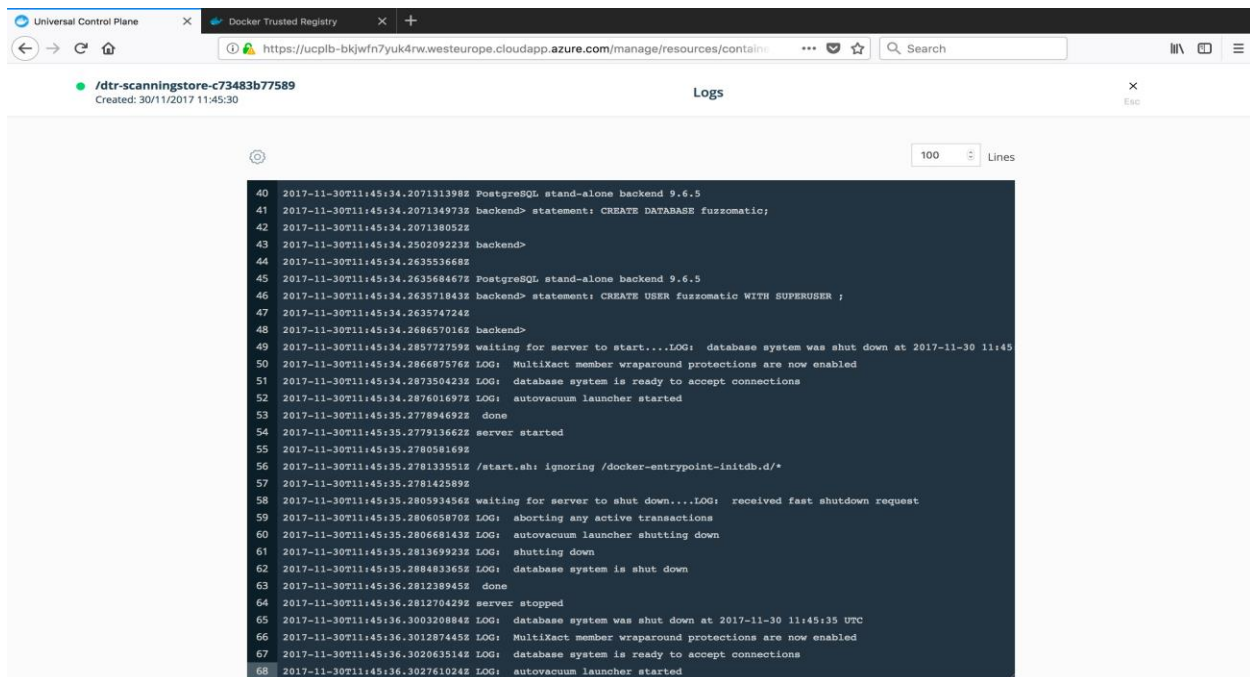 Universal Control Plane × Docker Trusted Registry × +
https://ucplb-bkjwfn7yuk4rw.westeurope.cloudapp.azure.com/manage/resources/containe ··· Search
/dtr-scanningstore-c73483b77589
Created: 30/11/2017 11:45:30
Logs
×
Esc
100 Lines
40 2017-11-30T11:45:34.207131398Z PostgreSQL stand-alone backend 9.6.5
41 2017-11-30T11:45:34.207134973Z backend> statement: CREATE DATABASE fuzzomatic;
42 2017-11-30T11:45:34.207138052Z
43 2017-11-30T11:45:34.250209223Z backend>
44 2017-11-30T11:45:34.263553668Z
45 2017-11-30T11:45:34.263568467Z PostgreSQL stand-alone backend 9.6.5
46 2017-11-30T11:45:34.263571843Z backend> statement: CREATE USER fuzzomatic WITH SUPERUSER ;
47 2017-11-30T11:45:34.263574724Z
48 2017-11-30T11:45:34.268657016Z backend>
49 2017-11-30T11:45:34.285772759Z waiting for server to start....LOG: database system was shut down at 2017-11-30 11:45
50 2017-11-30T11:45:34.286687576Z LOG: MultiXact member wraparound protections are now enabled
51 2017-11-30T11:45:34.287350423Z LOG: database system is ready to accept connections
52 2017-11-30T11:45:34.287601697Z LOG: autovacuum launcher started
53 2017-11-30T11:45:35.277894692Z done
54 2017-11-30T11:45:35.277913662Z server started
55 2017-11-30T11:45:35.278058169Z
56 2017-11-30T11:45:35.278133551Z /start.sh: ignoring /docker-entrypoint-initdb.d/*
57 2017-11-30T11:45:35.278142589Z
58 2017-11-30T11:45:35.280593456Z waiting for server to shut down....LOG: received fast shutdown request
59 2017-11-30T11:45:35.280605870Z LOG: aborting any active transactions
60 2017-11-30T11:45:35.280668143Z LOG: autovacuum launcher shutting down
61 2017-11-30T11:45:35.281369923Z LOG: shutting down
62 2017-11-30T11:45:35.288483365Z LOG: database system is shut down
63 2017-11-30T11:45:36.281238945Z done
64 2017-11-30T11:45:36.281270429Z server stopped
65 2017-11-30T11:45:36.300320884Z LOG: database system was shut down at 2017-11-30 11:45:35 UTC
66 2017-11-30T11:45:36.301287445Z LOG: MultiXact member wraparound protections are now enabled
67 2017-11-30T11:45:36.302063514Z LOG: database system is ready to accept connections
68 2017-11-30T11:45:36.302761024Z LOG: autovacuum launcher started